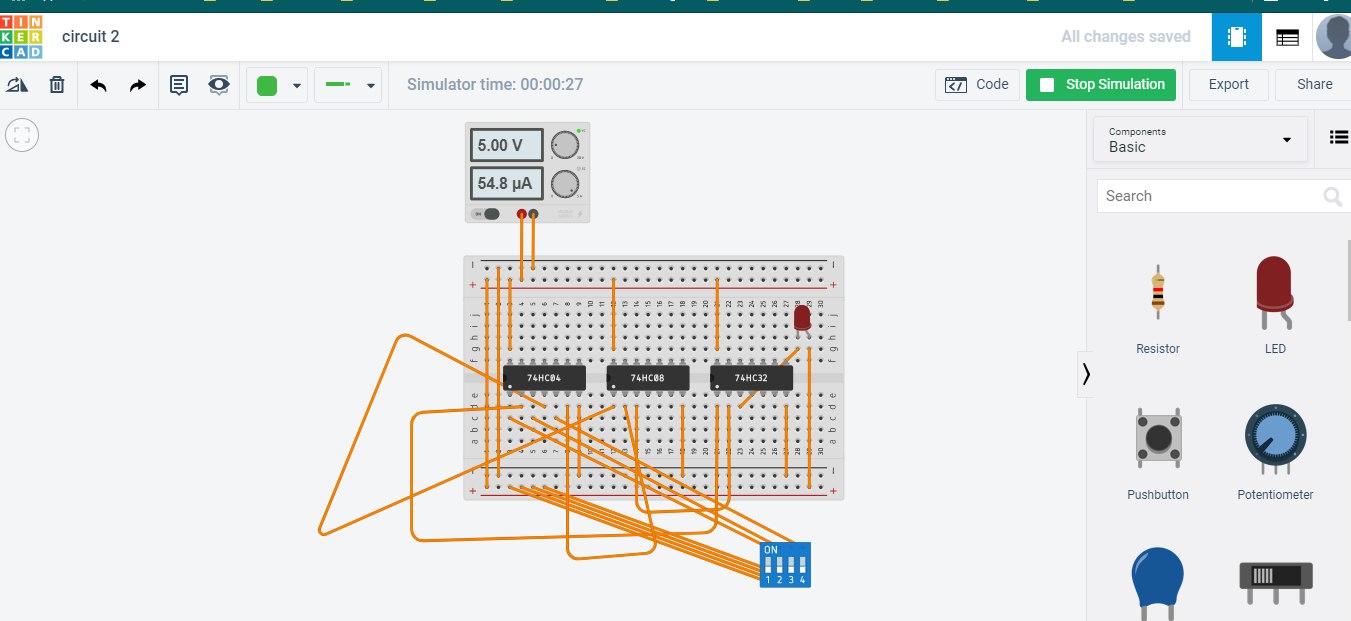 TIN
KER
CAD
circuit 2
All changes saved
Simulator time: 00:00:27
Code
Stop Simulation
Export
Share
Components
Basic
Search
5.00 V
54.8 µA
ON
74HC04
74HC08
74HC32
ON
1 2 3 4
Resistor
LED
Pushbutton
Potentiometer